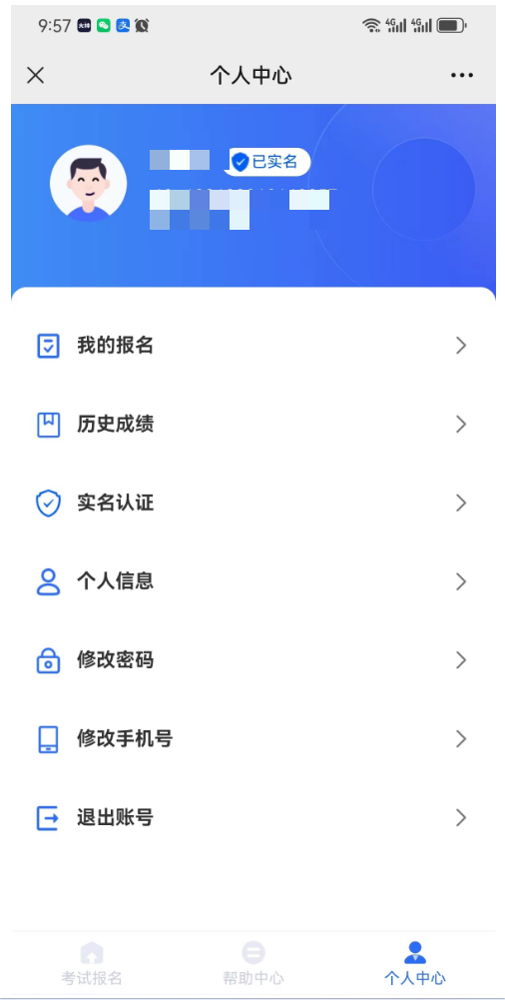 9:57
4G 4G
个人中心
已实名
我的报名
历史成绩
实名认证
个人信息
修改密码
修改手机号
退出账号
考试报名 帮助中心 个人中心